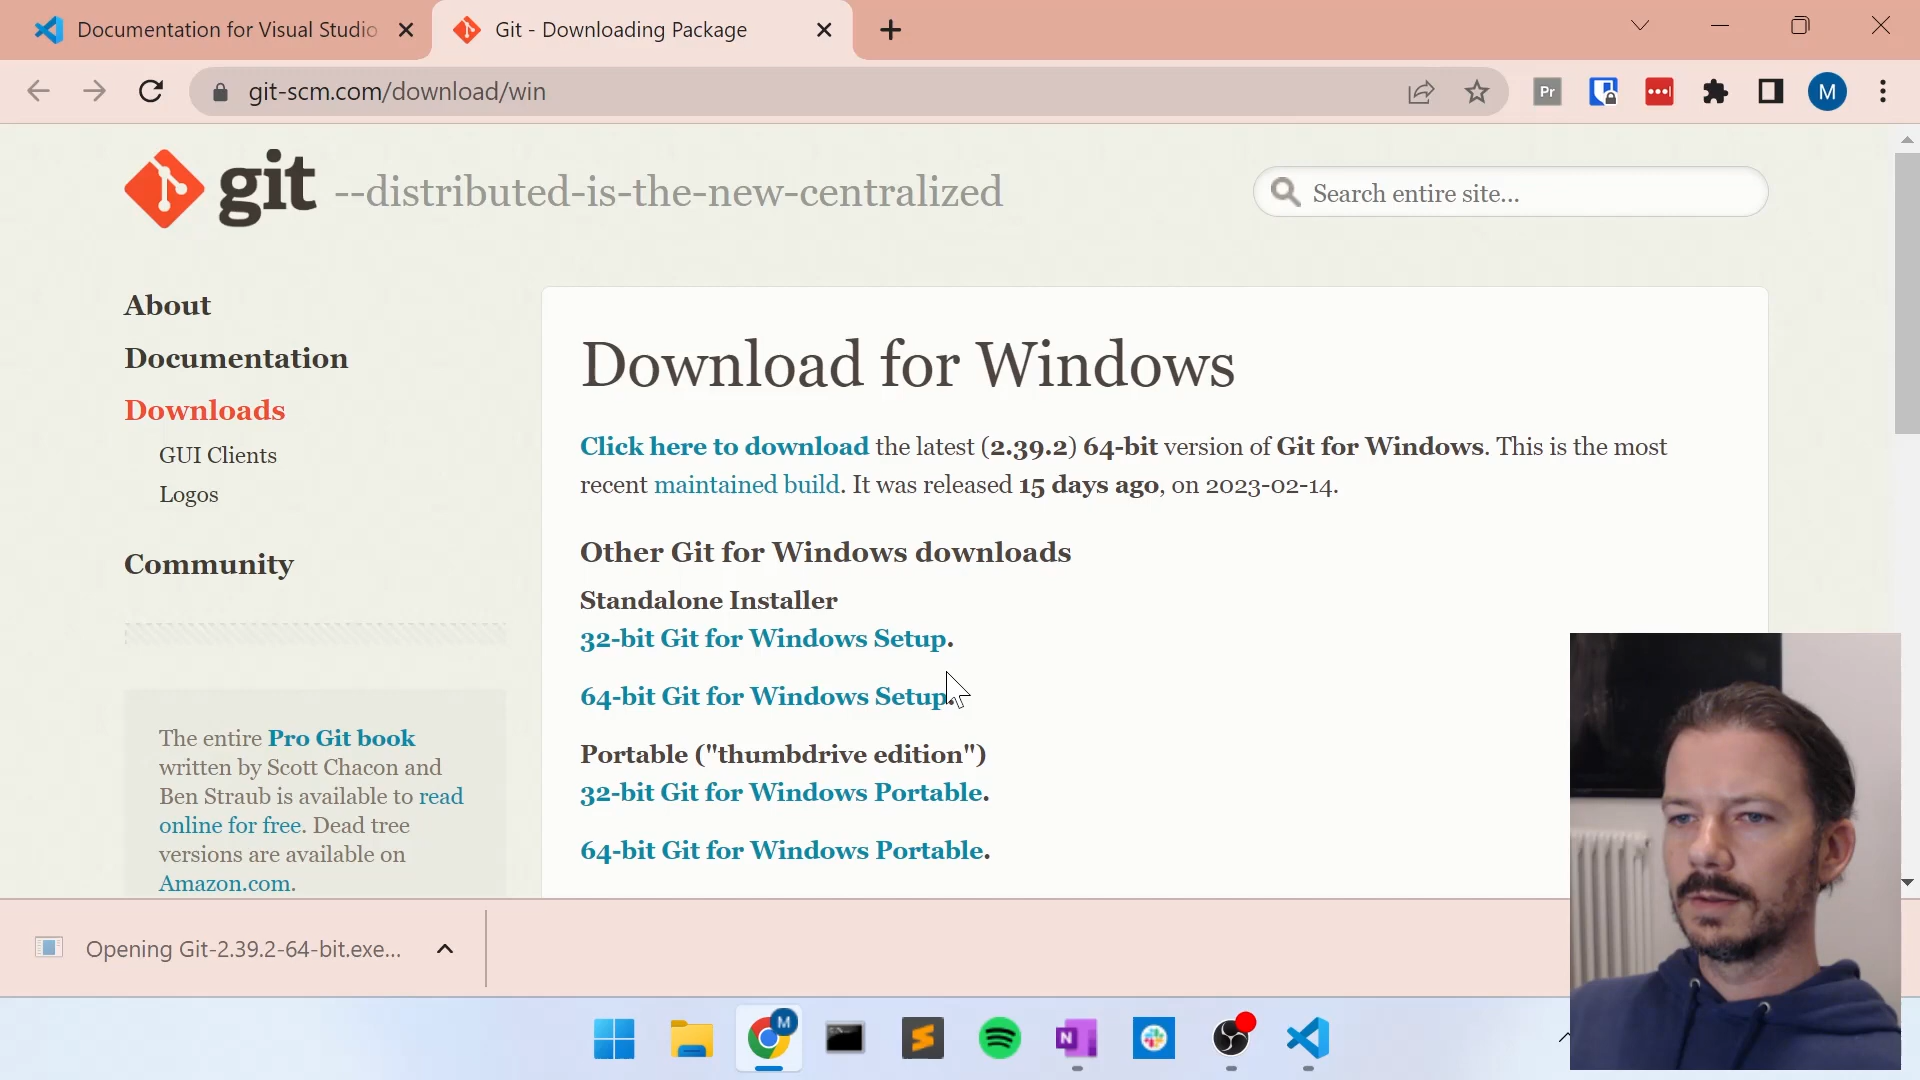 Documentation for Visual Studio
Git - Downloading Package
git-scm.com/download/win
Pr
M
git --distributed-is-the-new-centralized
Search entire site...
About
Documentation
Downloads
GUI Clients
Logos
Community
The entire Pro Git book
written by Scott Chacon and
Ben Straub is available to read
online for free. Dead tree
versions are available on
Amazon.com.
Download for Windows
Click here to download the latest (2.39.2) 64-bit version of Git for Windows. This is the most
recent maintained build. It was released 15 days ago, on 2023-02-14.
Other Git for Windows downloads
Standalone Installer
32-bit Git for Windows Setup.
64-bit Git for Windows Setup.
Portable ("thumbdrive edition")
32-bit Git for Windows Portable.
64-bit Git for Windows Portable.
Opening Git-2.39.2-64-bit.exe...
M
N